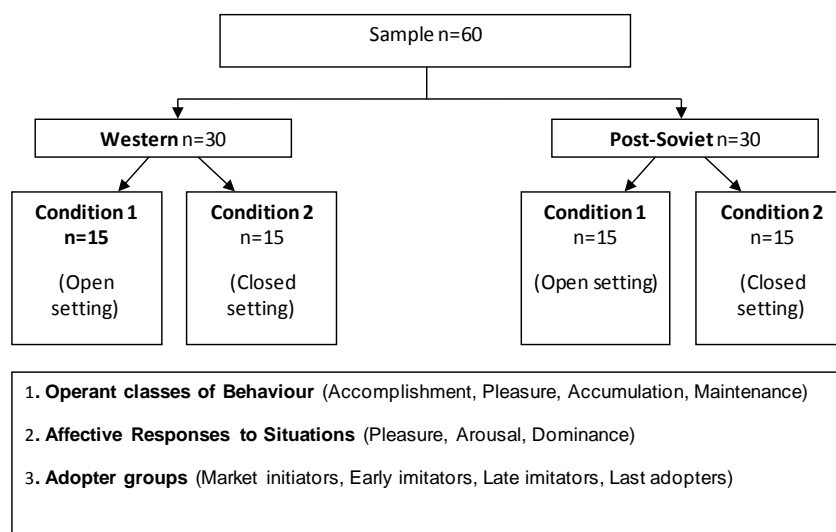 Sample n=60
Western n=30
Post-Soviet n=30
Condition 1
n=15
(Open
setting)
Condition 2
n=15
(Closed
setting)
Condition 1
n=15
(Open setting)
Condition 2
n=15
(Closed
setting)
1. Operant classes of Behaviour (Accomplishment, Pleasure, Accumulation, Maintenance)
2. Affective Responses to Situations (Pleasure, Arousal, Dominance)
3. Adopter groups (Market initiators, Early imitators, Late imitators, Last adopters)